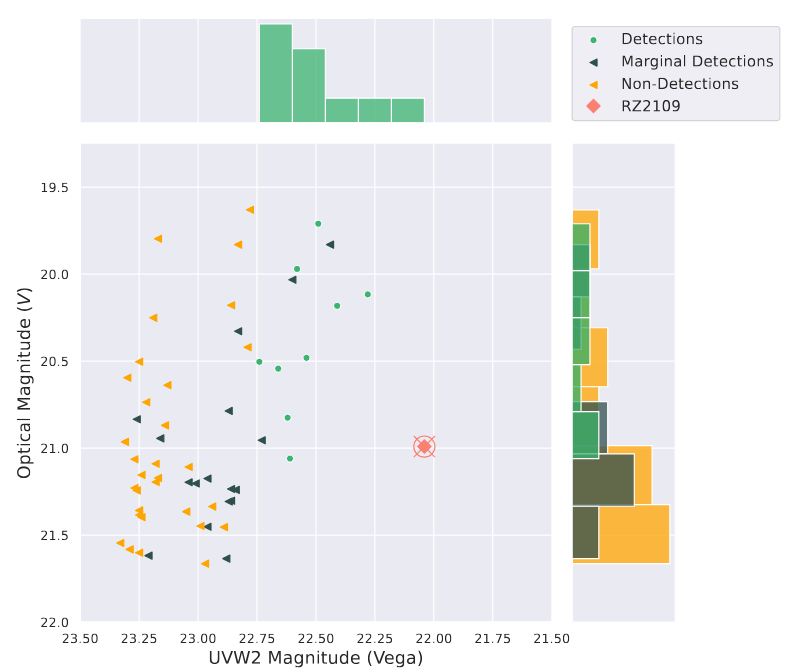 Detections
Marginal Detections
Non-Detections
RZ2109
19.5
20.0
20.5
21.0
21.5
22.0
Optical Magnitude (V)
23.50 23.25 23.00 22.75 22.50 22.25 22.00 21.75 21.50
UVW2 Magnitude (Vega)